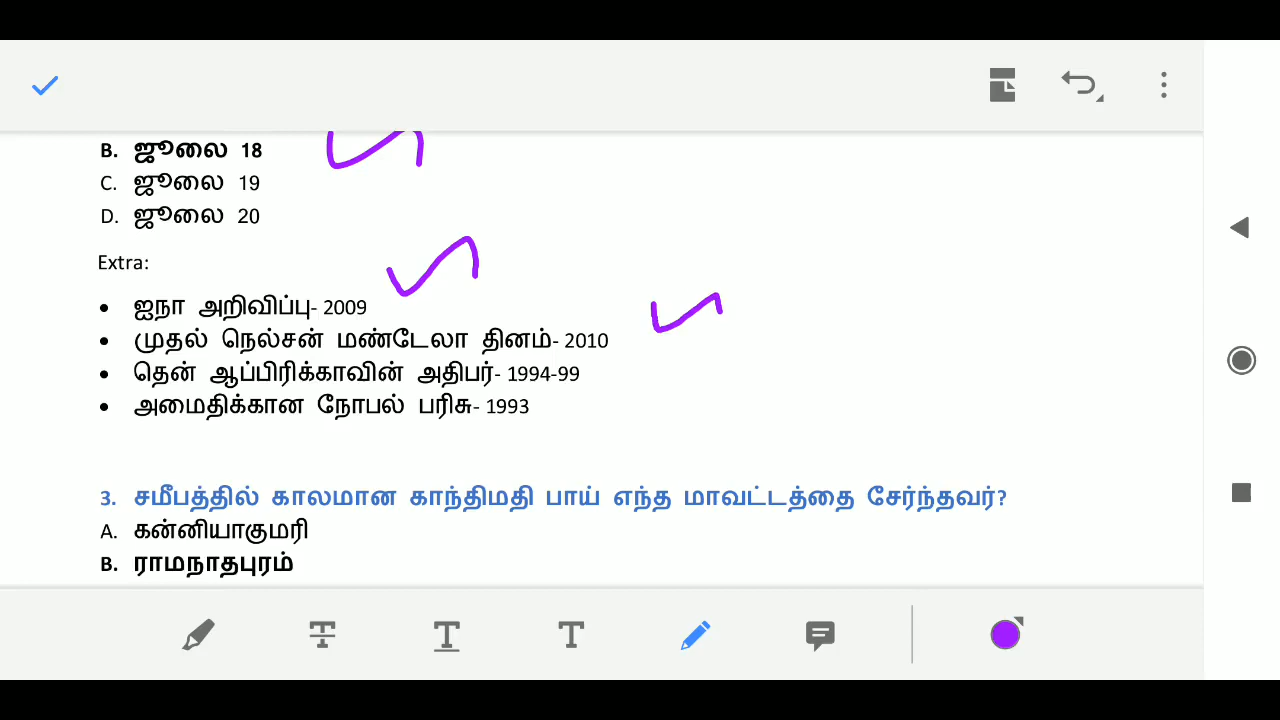 B. ஜூலை 18
C. ஜூலை 19
D. ஜூலை 20
Extra:
• ஐநா அறிவிப்பு- 2009
• முதல் நெல்சன் மண்டேலா தினம்- 2010
• தென் ஆப்பிரிக்காவின் அதிபர்- 1994-99
• அமைதிக்கான நோபல் பரிசு- 1993
3. சமீபத்தில் காலமான காந்திமதி பாய் எந்த மாவட்டத்தை சேர்ந்தவர்?
A. கன்னியாகுமரி
B. ராமநாதபுரம்